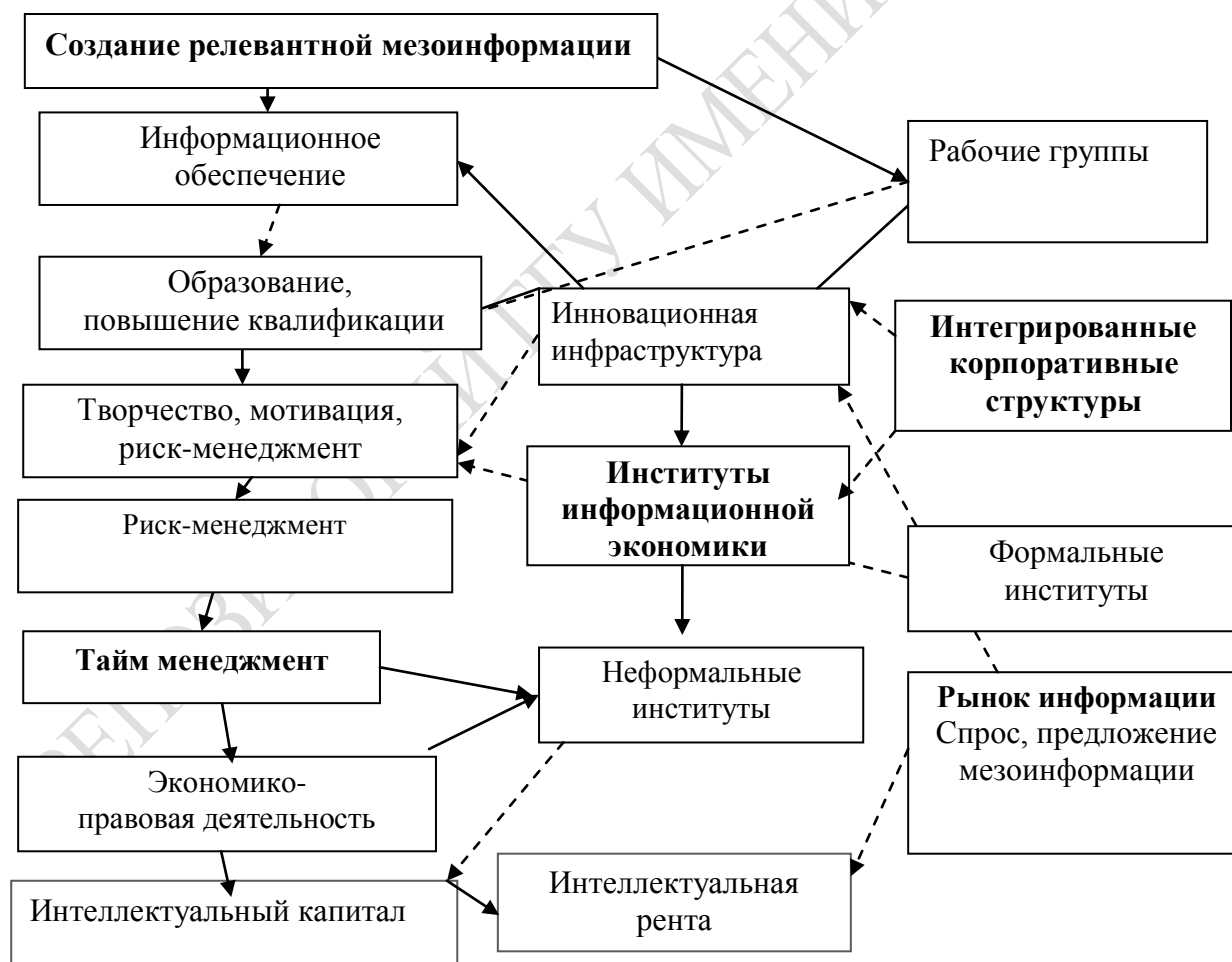 Создание релевантной мезоинформации
Информационное
обеспечение
Рабочие группы
Образование,
повышение квалификации
Инновационная
инфраструктура
Интегрированные
корпоративные
структуры
Творчество, мотивация,
риск-менеджмент
Институты
информационной
экономики
Риск-менеджмент
Формальные
институты
Тайм менеджмент
Неформальные
институты
Рынок информации
Спрос, предложение
мезоинформации
Экономико-
правовая деятельность
Интеллектуальный капитал
Интеллектуальная
рента